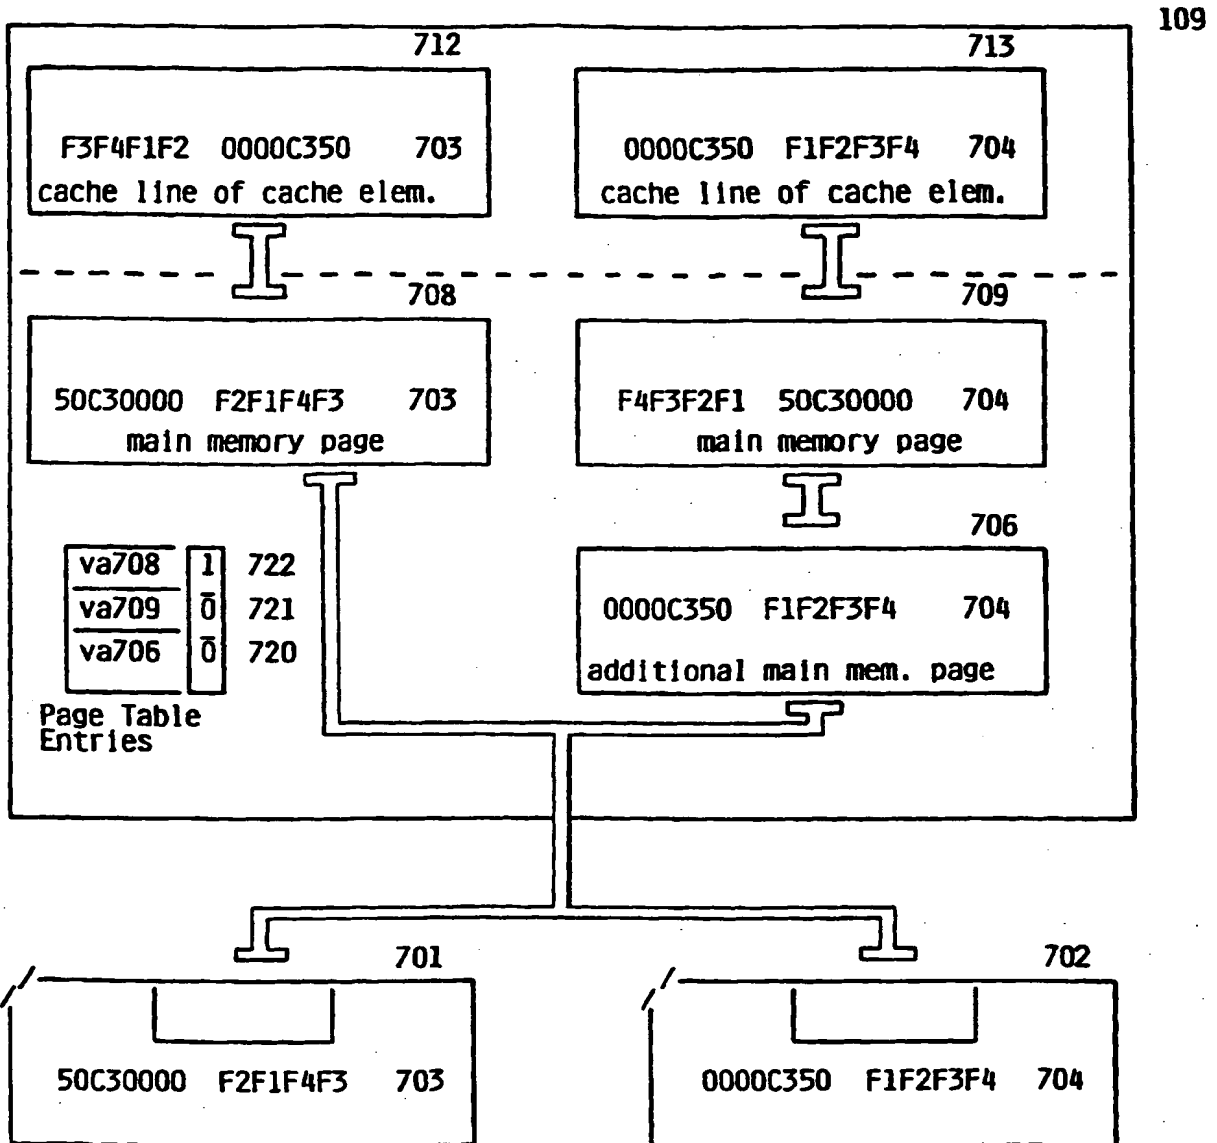 109
712
713
F3F4F1F2 0000C350 703
cache line of cache elem.
0000C350 F1F2F3F4 704
cache line of cache elem.
708
709
50C30000 F2F1F4F3 703
main memory page
F4F3F2F1 50C30000 704
main memory page
706
va708 1 722
va709 0 721
va706 0 720
Page Table
Entries
0000C350 F1F2F3F4 704
additional main mem. page
701
702
50C30000 F2F1F4F3 703
0000C350 F1F2F3F4 704